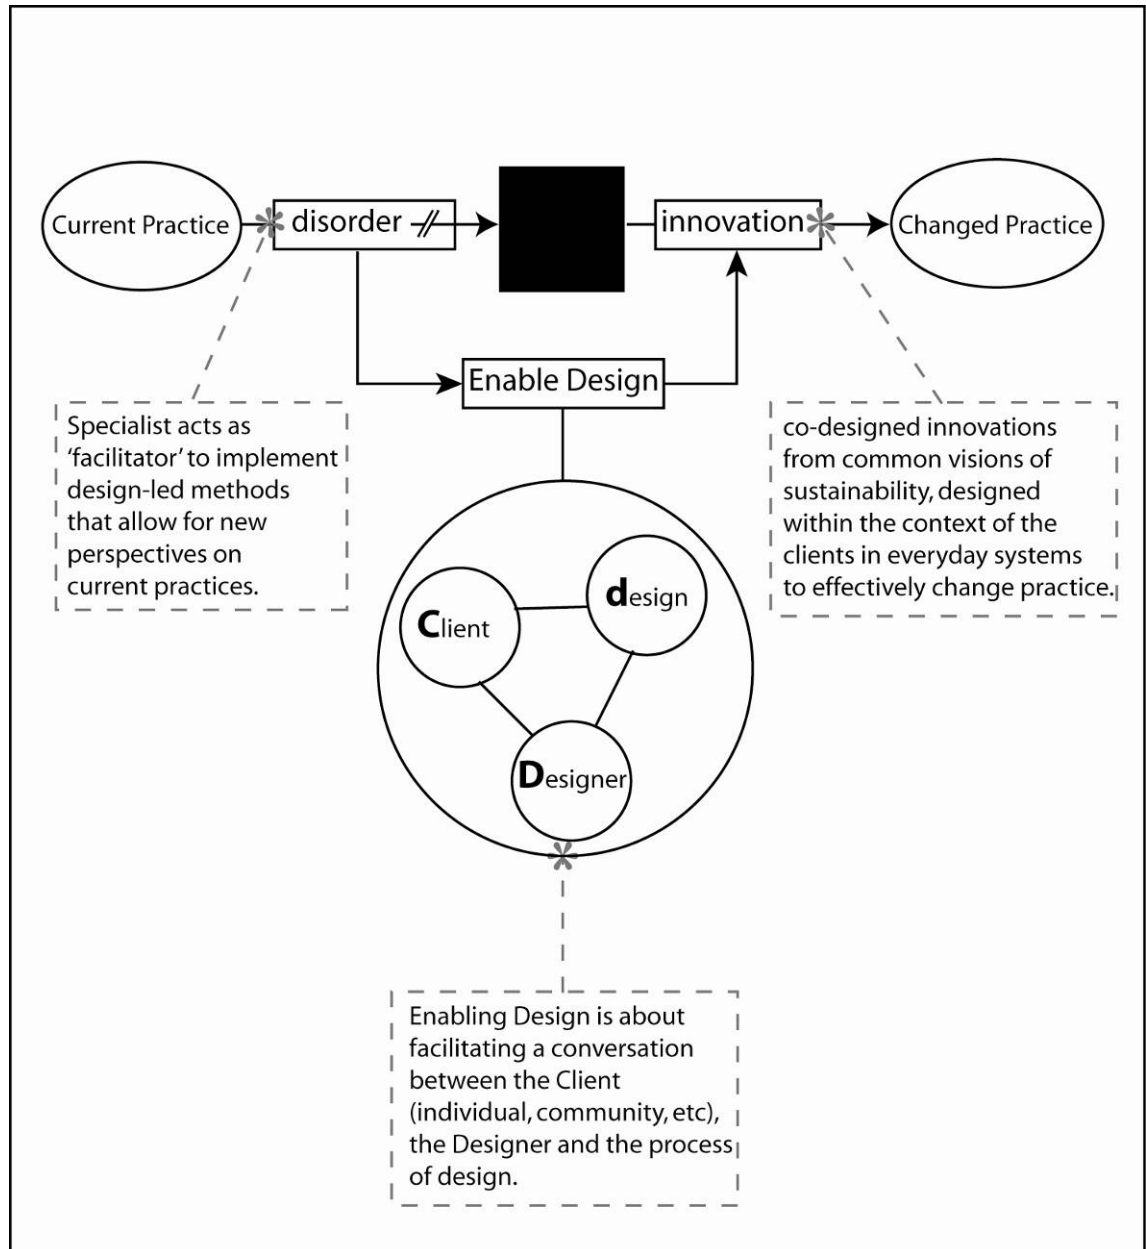 Current Practice
disorder
innovation
Changed Practice
Enable Design
Specialist acts as
‘facilitator’ to implement
design-led methods
that allow for new
perspectives on
current practices.
co-designed innovations
from common visions of
sustainability, designed
within the context of the
clients in everyday systems
to effectively change practice.
Client
design
Designer
Enabling Design is about
facilitating a conversation
between the Client
(individual, community, etc),
the Designer and the process
of design.